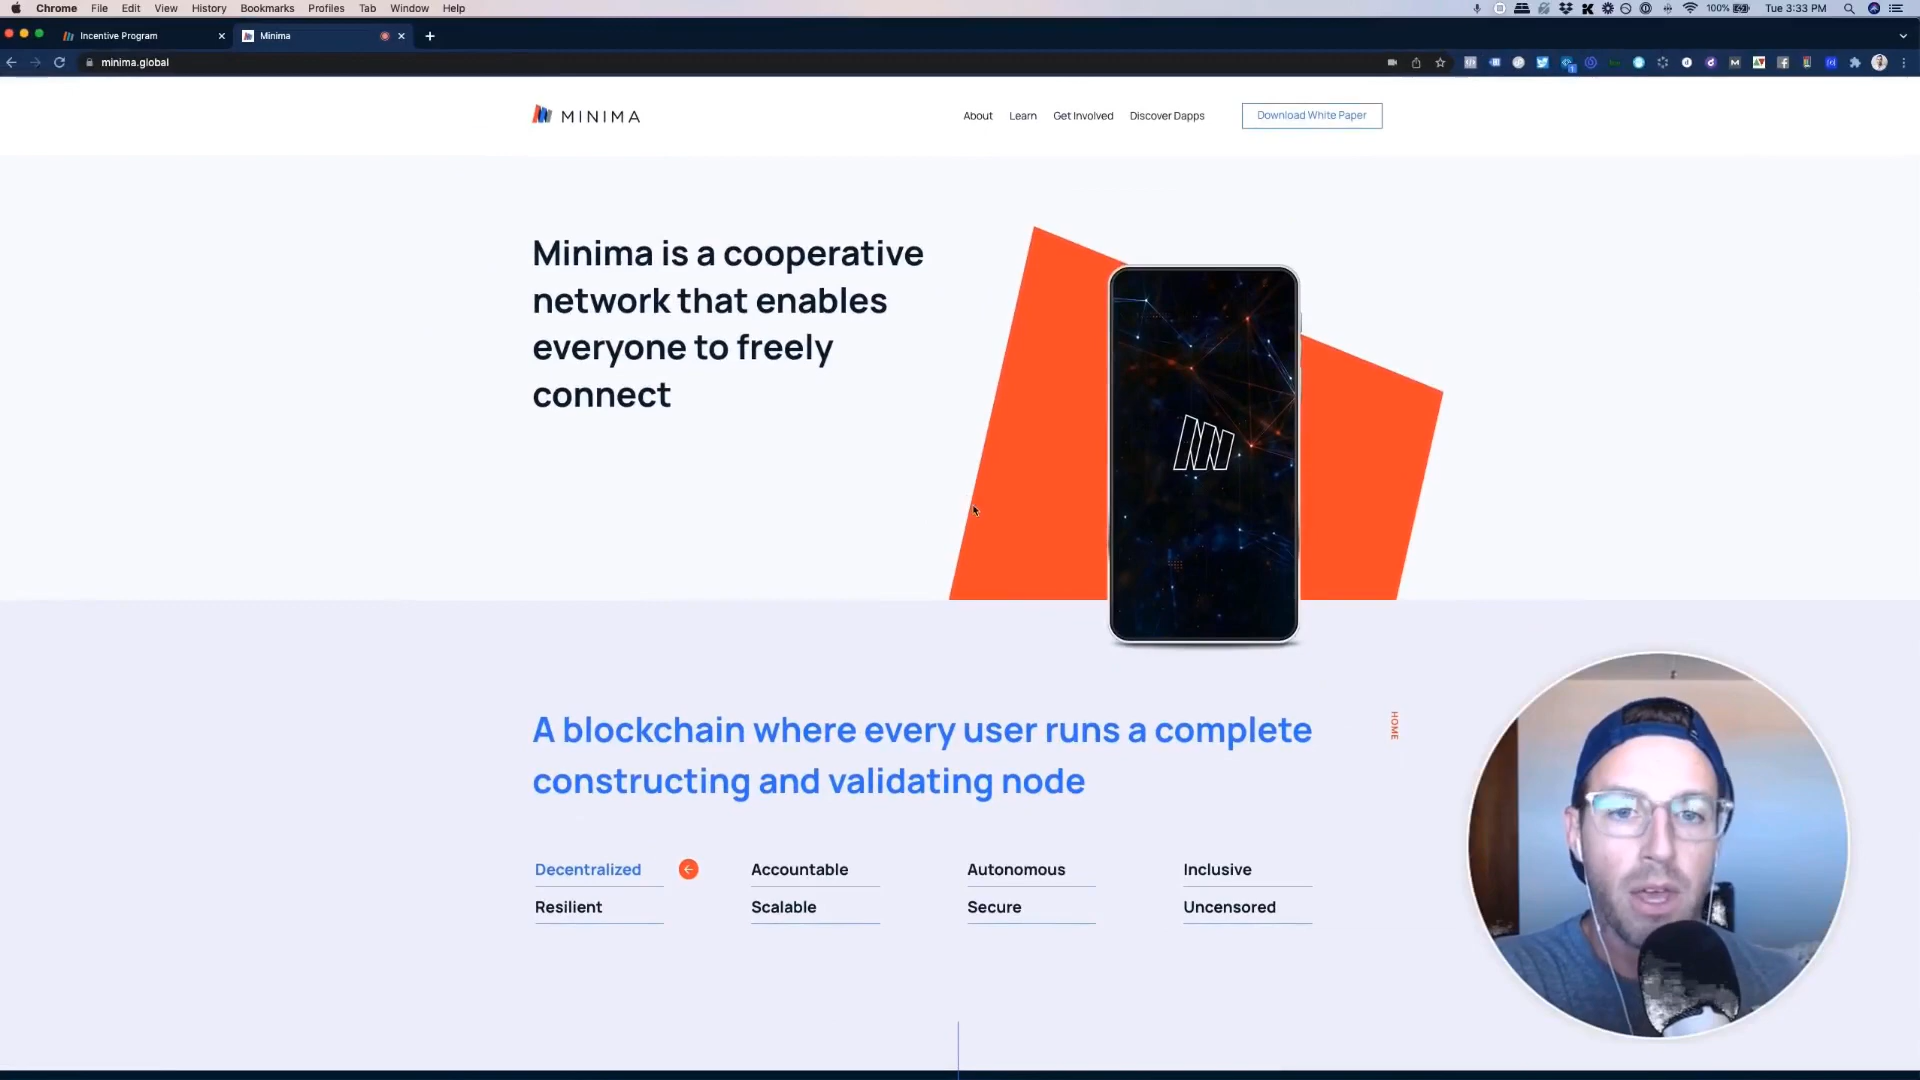 Chrome File Edit View History Bookmarks Profiles Tab Window Help
100% Tue 3:33 PM
Incentive Program
Minima
minima.global
MINIMA
About Learn Get Involved Discover Dapps Download White Paper
Minima is a cooperative
network that enables
everyone to freely
connect
A blockchain where every user runs a complete
constructing and validating node
HOME
Decentralized Accountable Autonomous Inclusive
Resilient Scalable Secure Uncensored